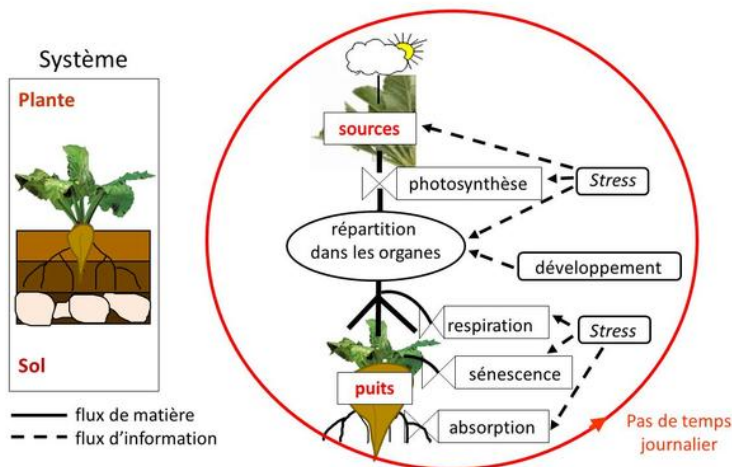 Système
Plante
Sol
flux de matière
flux d'information
sources
photosynthèse
Stress
répartition
dans les organes
développement
respiration
Stress
sénescence
puits
absorption
Pas de temps
journalier